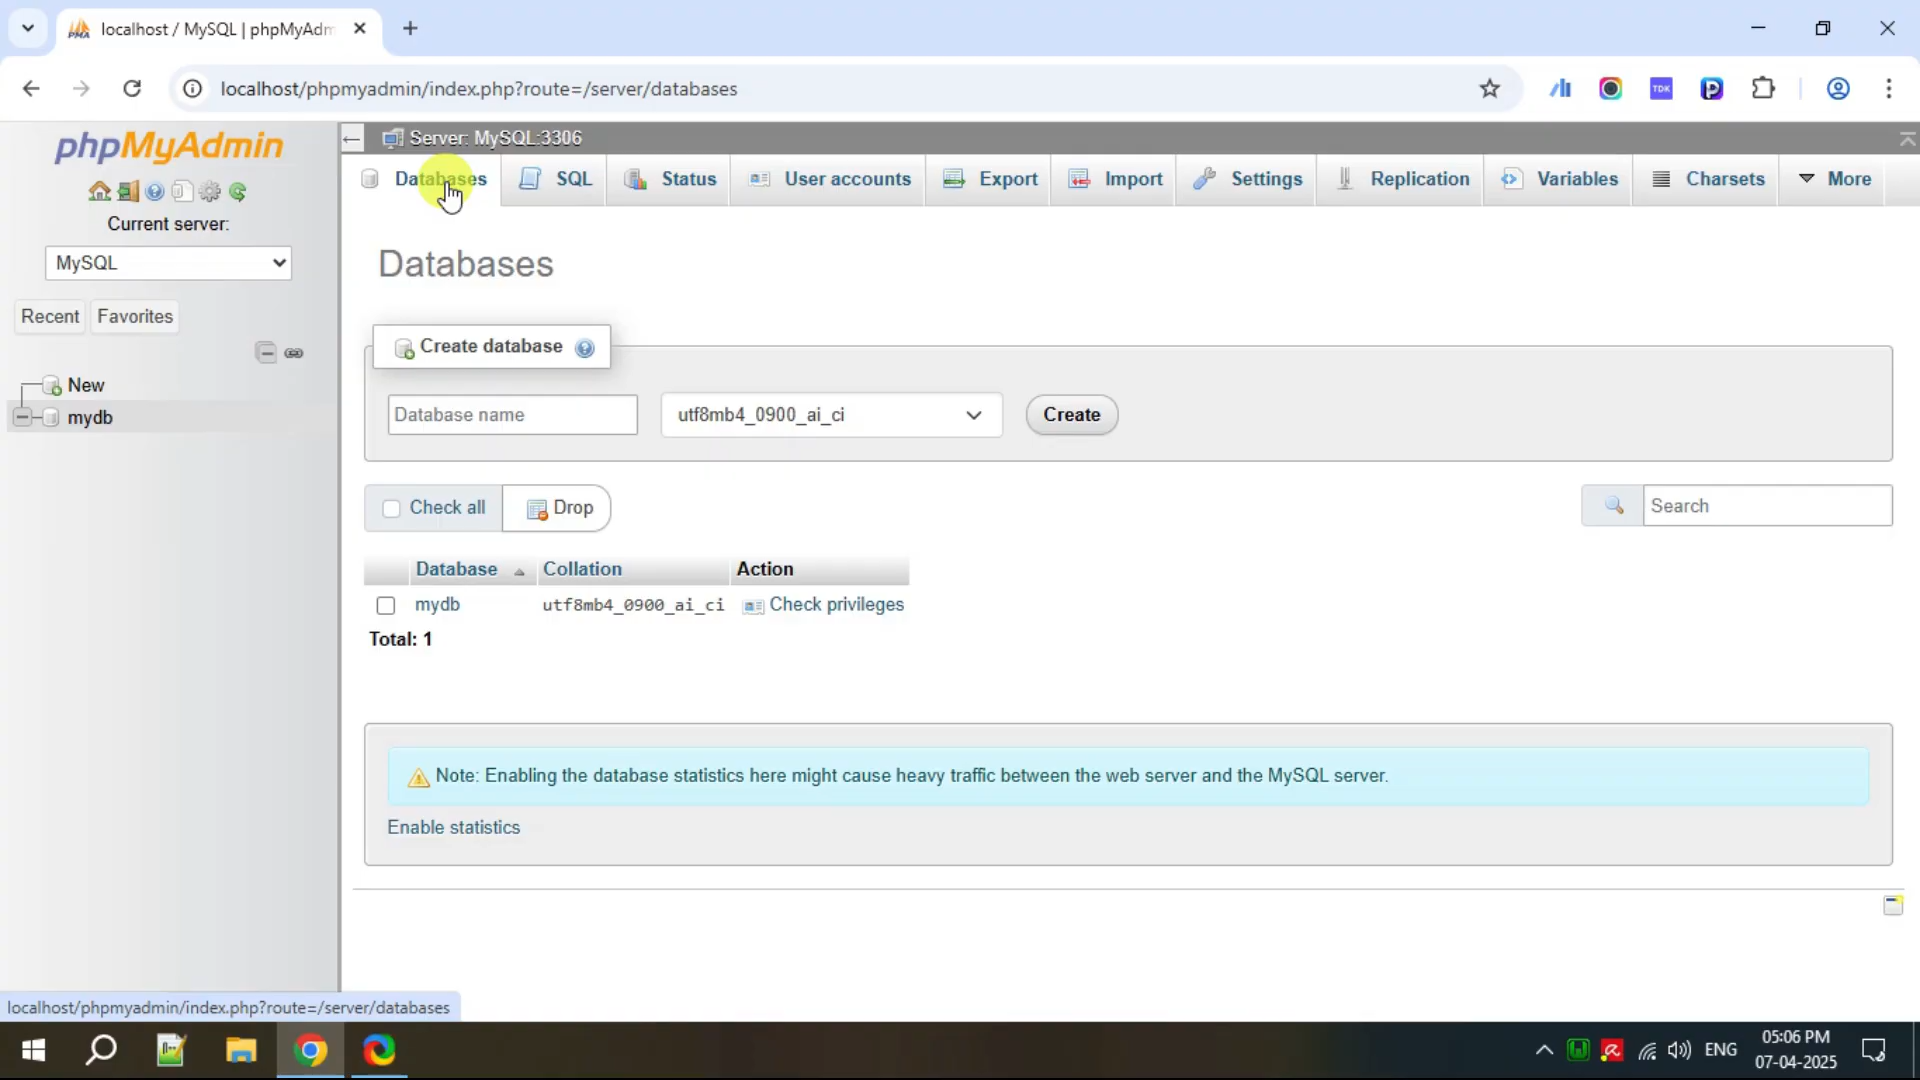 localhost / MySQL | phpMyAdm
localhost/phpmyadmin/index.php?route=/server/databases
TDK
phpMyAdmin
Current server:
MySQL
Recent
Favorites
New
mydb
Server: MySQL:3306
Databases
SQL
Status
User accounts
Export
Import
Settings
Replication
Variables
Charsets
More
Databases
Create database
Database name
utf8mb4_0900_ai_ci
Create
Check all
Drop
Search
Database
Collation
Action
mydb
utf8mb4_0900_ai_ci
Check privileges
Total: 1
Note: Enabling the database statistics here might cause heavy traffic between the web server and the MySQL server.
Enable statistics
localhost/phpmyadmin/index.php?route=/server/databases
ENG
05:06 PM
07-04-2025